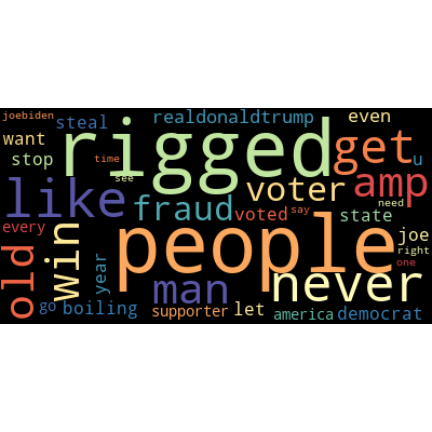 joebiden
steal
realdonaldtrump
even
want
stop
time
rigged
get
u
see
like
voter
amp
need
fraud
voted
say
state
every
people
joe
right
one
old
win
year
man
never
go
boiling
supporter
let
america
democrat